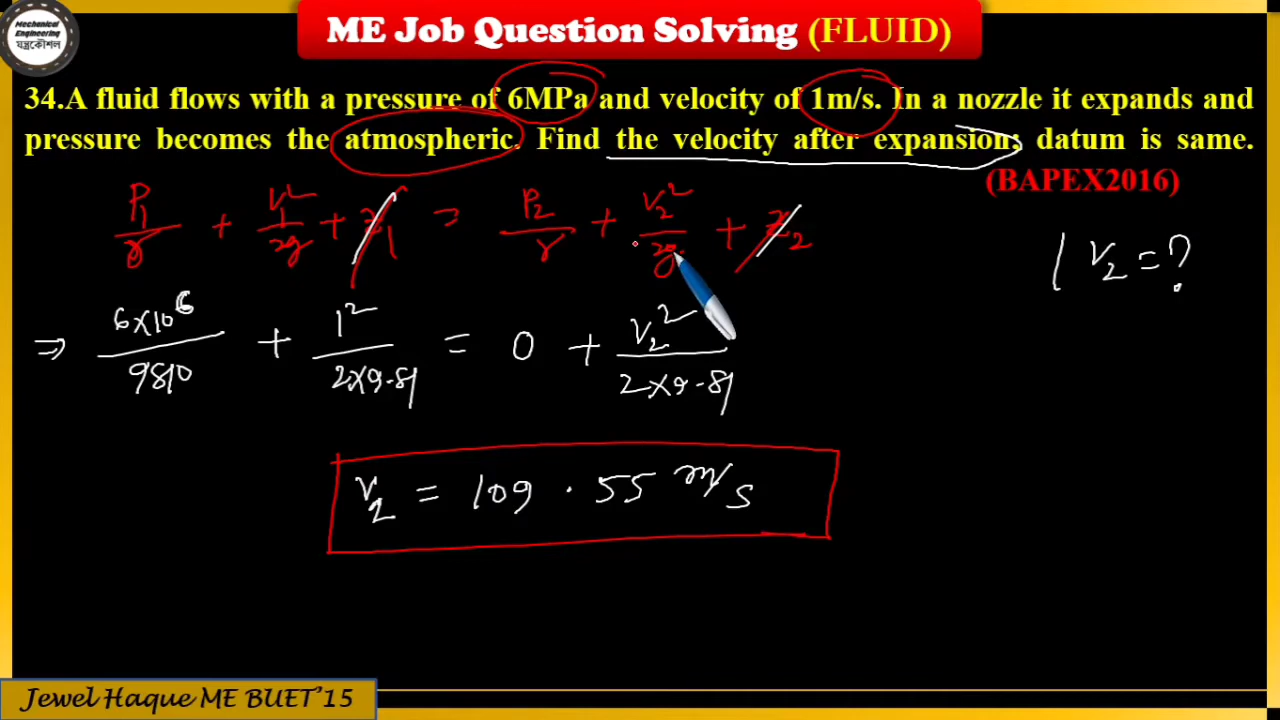 Mechanical
Engineering
যন্ত্রকৌশল
ME Job Question Solving (FLUID)
34.A fluid flows with a pressure of 6MPa and velocity of 1m/s. In a nozzle it expands and
pressure becomes the atmospheric. Find the velocity after expansion; datum is same.
(BAPEX2016)
P₁/γ + V₁²/2g + z₁ = P₂/γ + V₂²/2g + z₂
| V₂ = ?
⇒ 6×10⁶/9810 + 1²/2×9.81 = 0 + V₂²/2×9.81
V₂ = 109.55 m/s
Jewel Haque ME BUET'15